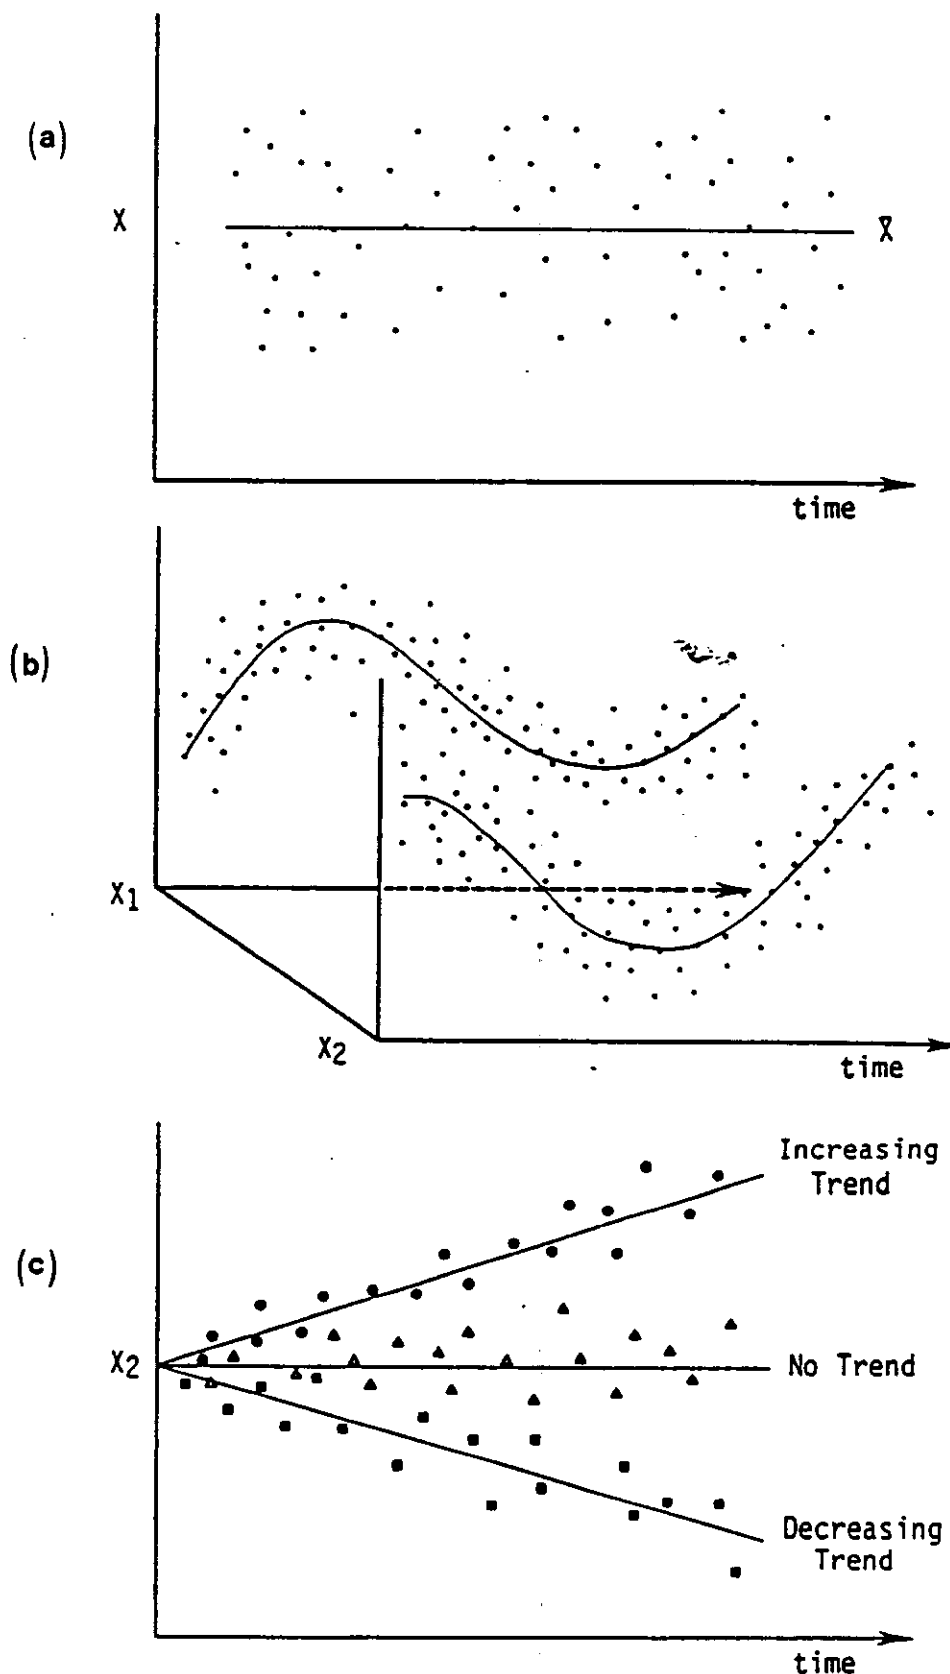 (a)
X
X̄
time
(b)
X1
X2
time
Increasing
Trend
(c)
X2
No Trend
Decreasing
Trend
time